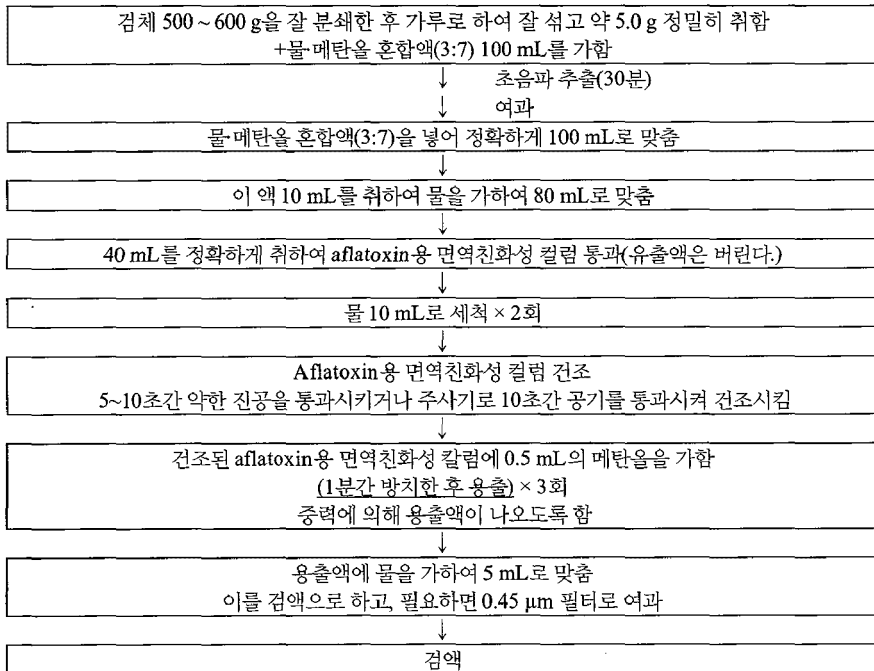 검체 500 ~ 600 g을 잘 분쇄한 후 가루로 하여 잘 섞고 약 5.0 g 정밀히 취함
+물·메탄올 혼합액(3:7) 100 mL를 가함
↓ 초음파 추출(30분)
↓ 여과
물·메탄올 혼합액(3:7)을 넣어 정확하게 100 mL로 맞춤
↓
이 액 10 mL를 취하여 물을 가하여 80 mL로 맞춤
↓
40 mL를 정확하게 취하여 aflatoxin용 면역친화성 컬럼 통과(유출액은 버린다.)
↓
물 10 mL로 세척 × 2회
↓
Aflatoxin용 면역친화성 컬럼 건조
5~10초간 약한 진공을 통과시키거나 주사기로 10초간 공기를 통과시켜 건조시킴
↓
건조된 aflatoxin용 면역친화성 칼럼에 0.5 mL의 메탄올을 가함
(1분간 방치한 후 용출) × 3회
중력에 의해 용출액이 나오도록 함
↓
용출액에 물을 가하여 5 mL로 맞춤
이를 검액으로 하고, 필요하면 0.45 μm 필터로 여과
↓
검액